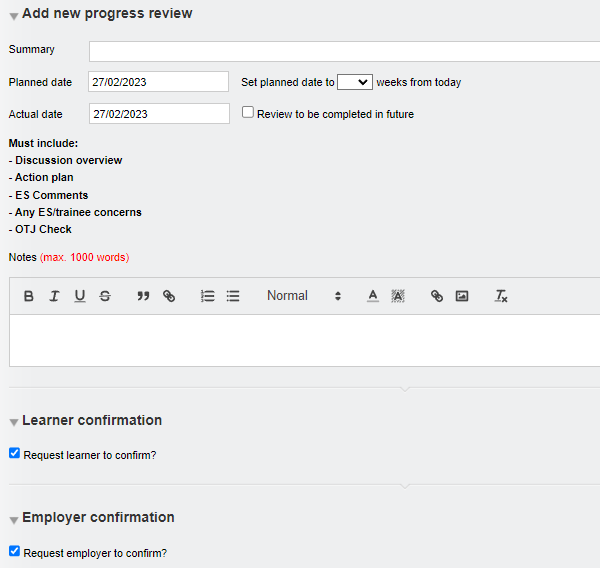 Add new progress review
Summary
Planned date 27/02/2023 Set planned date to weeks from today
Actual date 27/02/2023 Review to be completed in future
Must include:
- Discussion overview
- Action plan
- ES Comments
- Any ES/trainee concerns
- OTJ Check
Notes (max. 1000 words)
B I U S Normal A A Tx
Learner confirmation
Request learner to confirm?
Employer confirmation
Request employer to confirm?